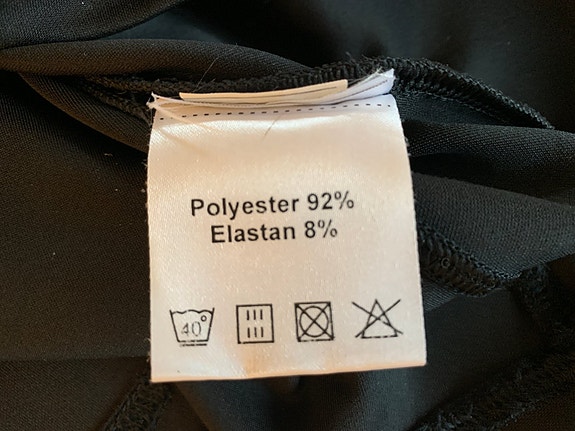 Polyester 92%
Elastan 8%
40°